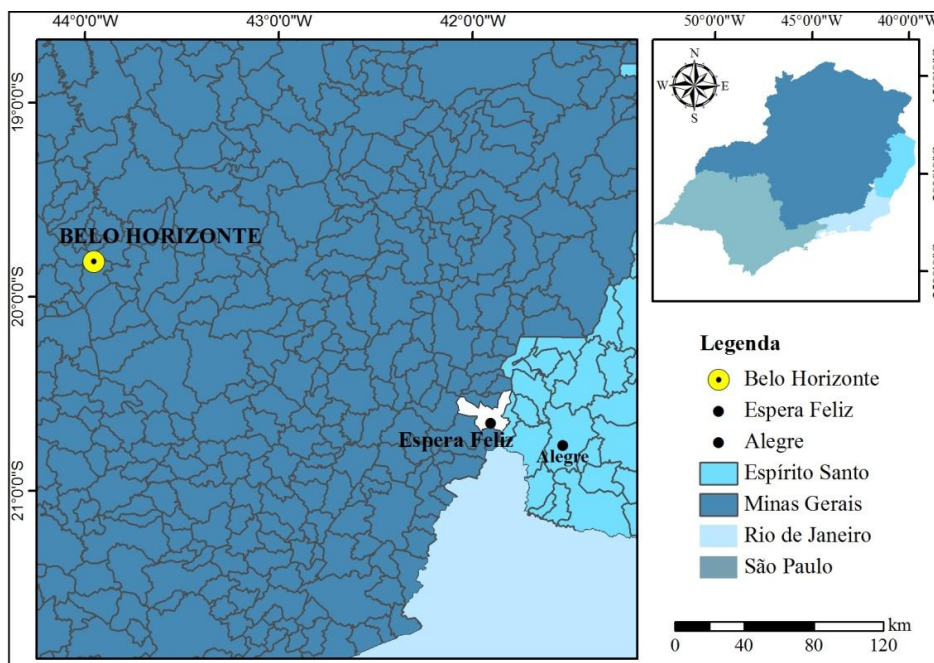 44°0'0"W 43°0'0"W 42°0'0"W
19°0'0"S
20°0'0"S
21°0'0"S
BELO HORIZONTE
Espera Feliz
Alegre
50°0'0"W 45°0'0"W 40°0'0"W
N
W E
S
Legenda
Belo Horizonte
Espera Feliz
Alegre
Espírito Santo
Minas Gerais
Rio de Janeiro
São Paulo
km
0 20 40 80 120